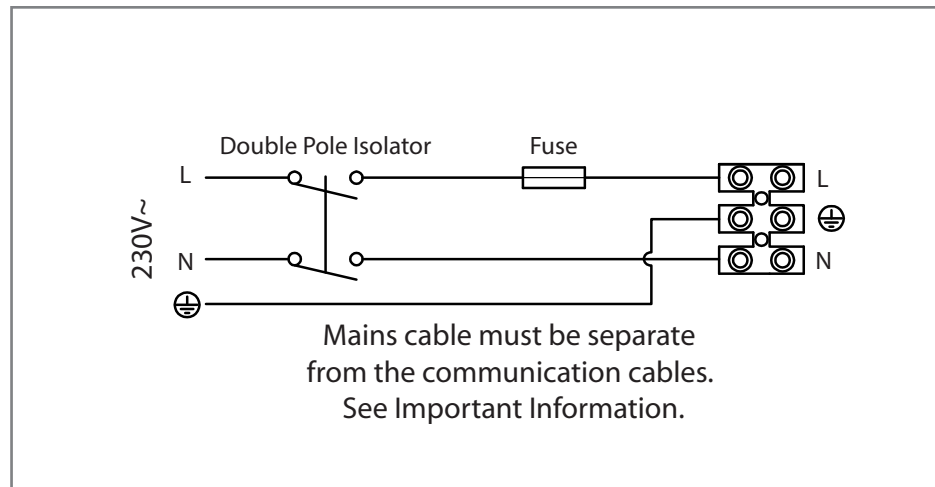 Double Pole Isolator
Fuse
L
L
230V~
N
N
Mains cable must be separate
from the communication cables.
See Important Information.